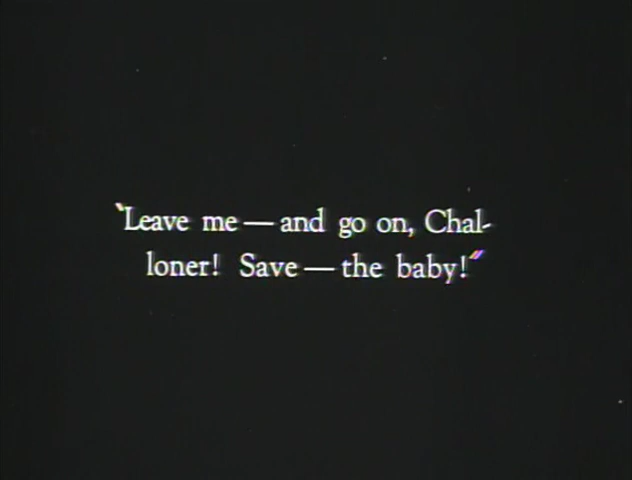 "Leave me — and go on, Chal-
loner! Save — the baby!"